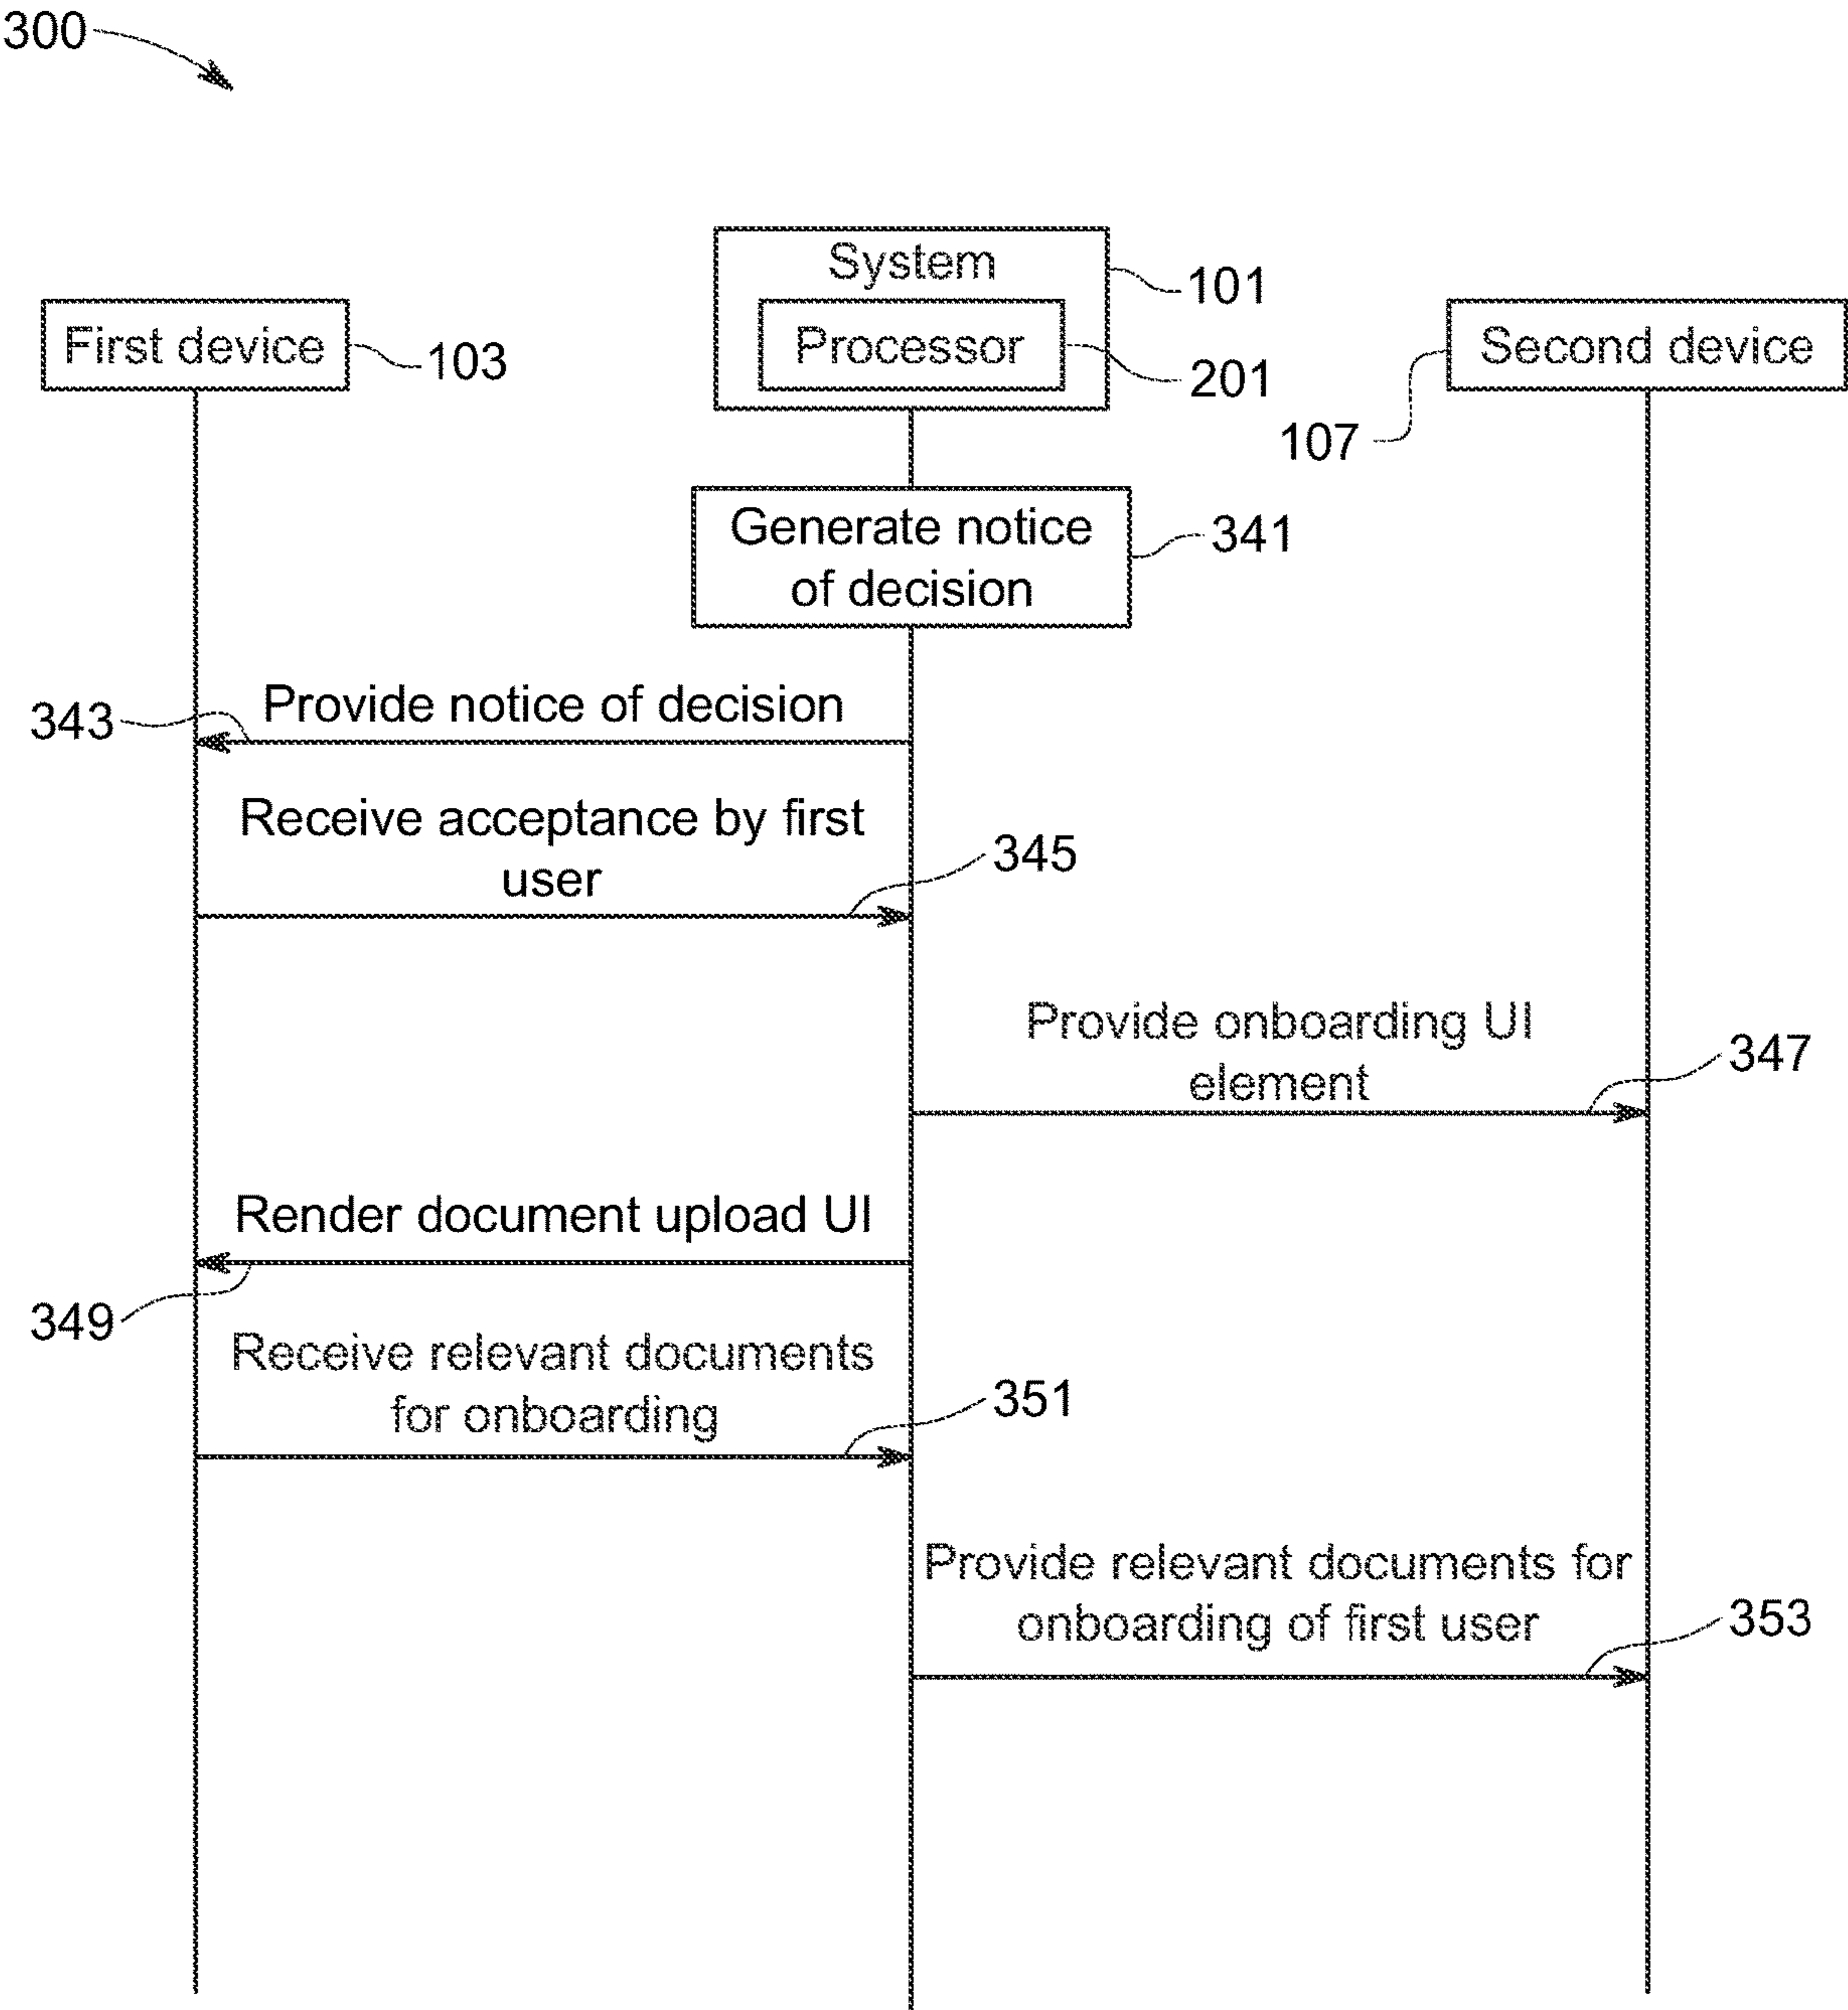 300
System
101
First device
103
Processor
201
Second device
107
Generate notice
of decision
341
Provide notice of decision
343
Receive acceptance by first
user
345
Provide onboarding UI
element
347
Render document upload UI
349
Receive relevant documents
for onboarding
351
Provide relevant documents for
onboarding of first user
353